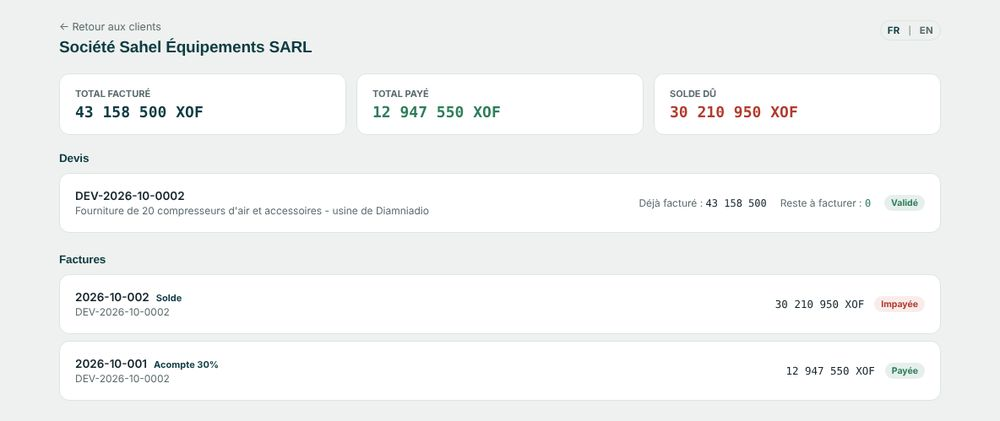 ← Retour aux clients
FR | EN
Société Sahel Équipements SARL
TOTAL FACTURÉ
43 158 500 XOF
TOTAL PAYÉ
12 947 550 XOF
SOLDE DÛ
30 210 950 XOF
Devis
DEV-2026-10-0002
Fourniture de 20 compresseurs d'air et accessoires - usine de Diamniadio
Déjà facturé : 43 158 500 Reste à facturer : 0 Validé
Factures
2026-10-002 Solde
DEV-2026-10-0002
30 210 950 XOF Impayée
2026-10-001 Acompte 30%
DEV-2026-10-0002
12 947 550 XOF Payée